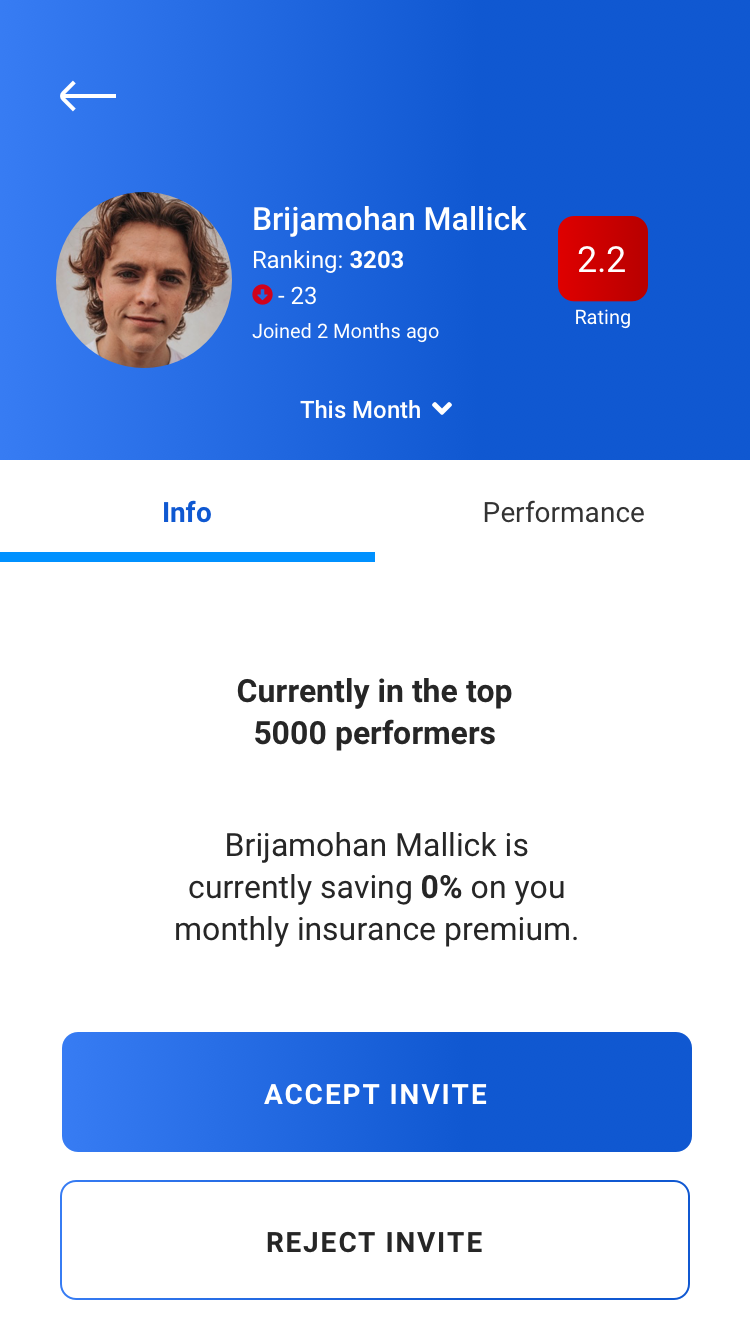 Brijamohan Mallick
Ranking: 3203
- 23
Joined 2 Months ago
2.2
Rating
This Month
Info
Performance
Currently in the top
5000 performers
Brijamohan Mallick is
currently saving 0% on you
monthly insurance premium.
ACCEPT INVITE
REJECT INVITE